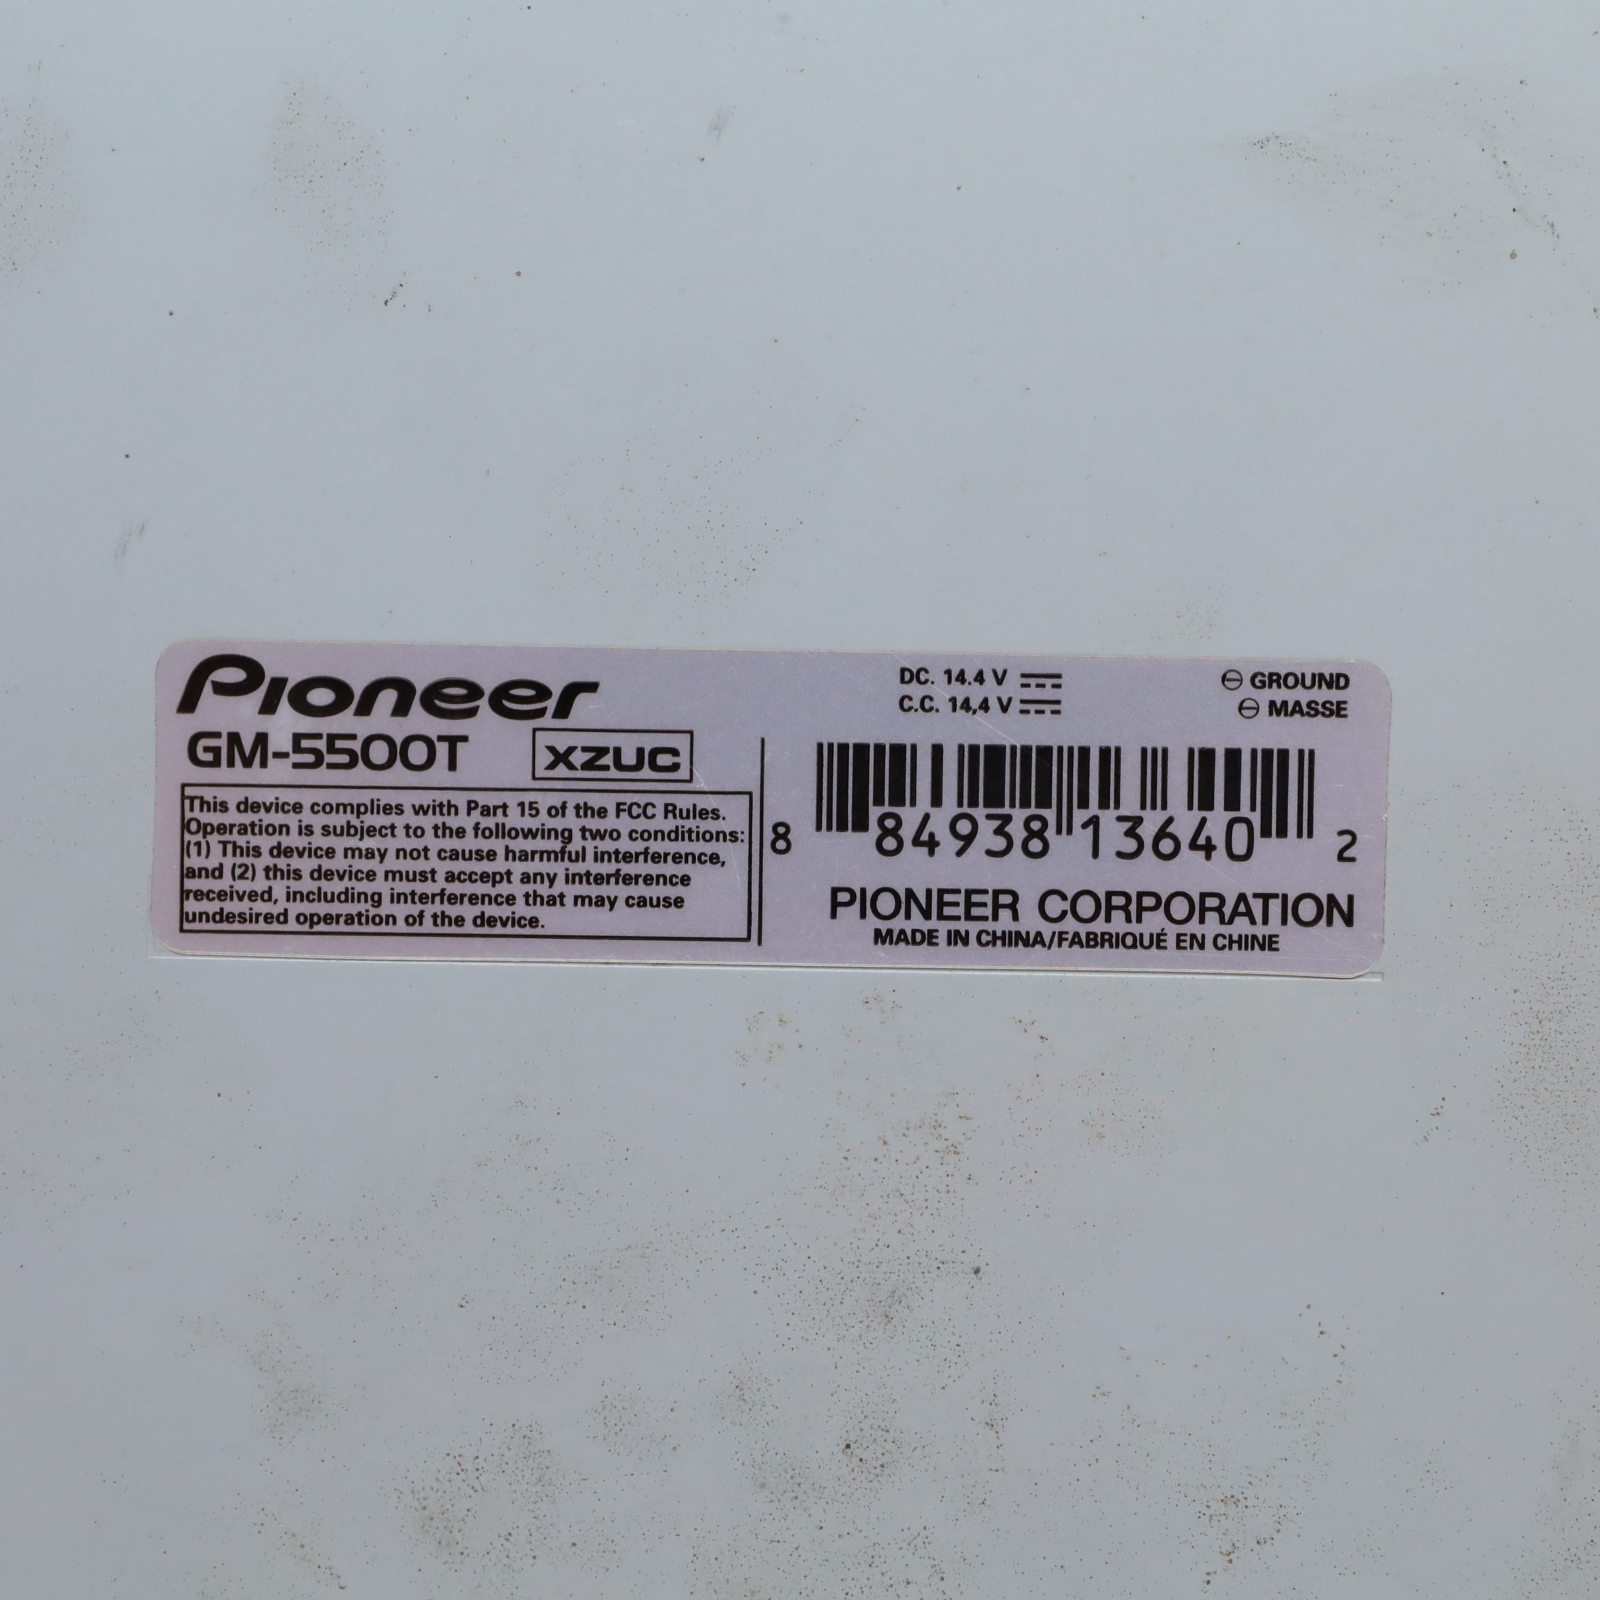 Pioneer
GM-5500T XZUC
This device complies with Part 15 of the FCC Rules.
Operation is subject to the following two conditions:
(1) This device may not cause harmful interference,
and (2) this device must accept any interference
received, including interference that may cause
undesired operation of the device.
DC. 14.4 V ⎓ ⊖ GROUND
C.C. 14,4 V ⎓ ⊖ MASSE
8 84938 13640 2
PIONEER CORPORATION
MADE IN CHINA/FABRIQUÉ EN CHINE